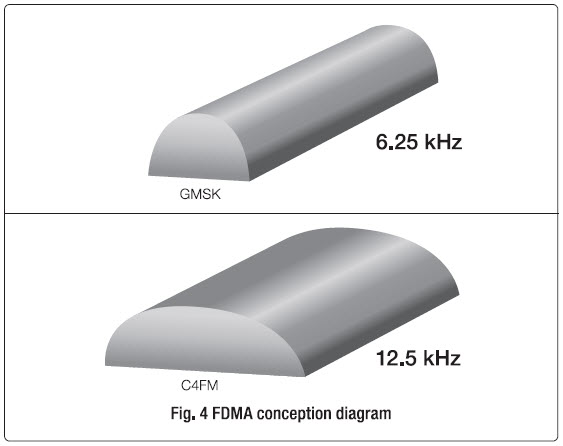 6.25 kHz
GMSK
12.5 kHz
C4FM
Fig. 4 FDMA conception diagram